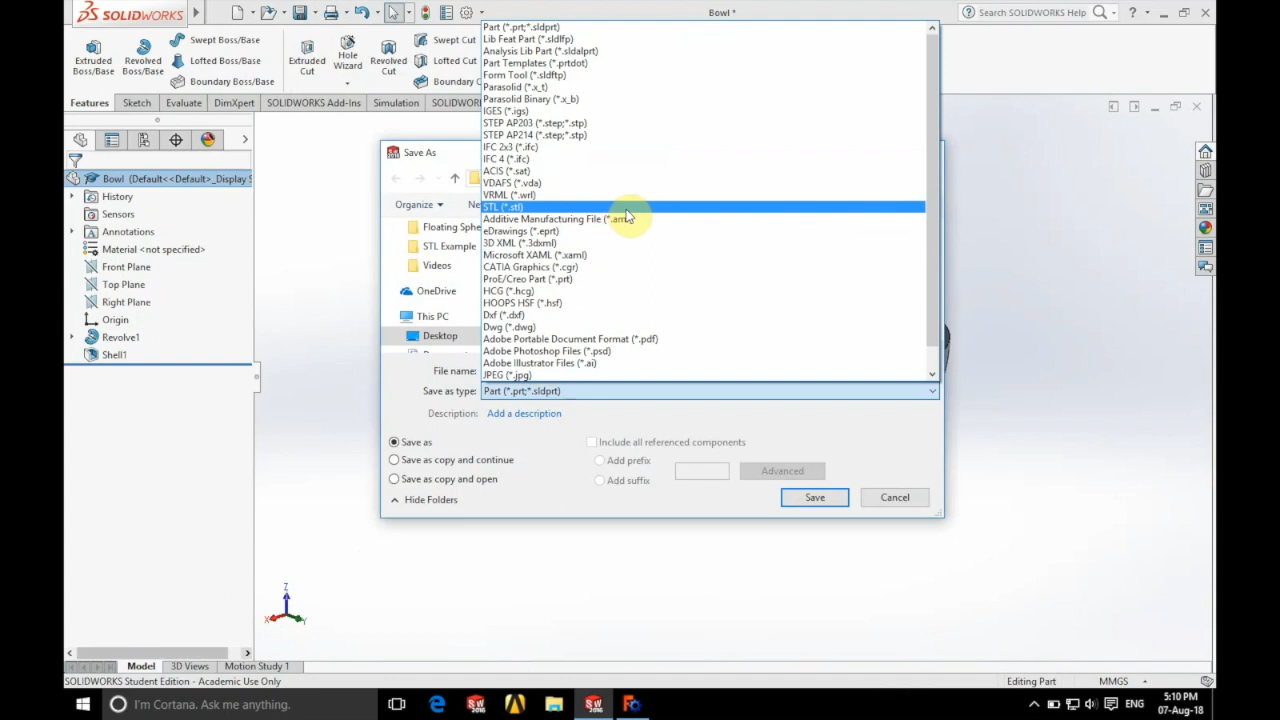 SOLIDWORKS
Bowl *
Search SOLIDWORKS Help
?
Extruded
Boss/Base
Revolved
Boss/Base
Swept Boss/Base
Lofted Boss/Base
Boundary Boss/Base
Extruded
Cut
Hole
Wizard
Revolved
Cut
Swept Cut
Lofted Cut
Boundary
Features
Sketch
Evaluate
DimXpert
SOLIDWORKS Add-Ins
Simulation
SOLIDWOR
Bowl (Default<<Default>_Display S
History
Sensors
Annotations
Material <not specified>
Front Plane
Top Plane
Right Plane
Origin
Revolve1
Shell1
Save As
Organize
Ne
Floating Sphe
STL Example
Videos
OneDrive
This PC
Desktop
Part (*.prt;*.sldprt)
Lib Feat Part (*.sldlfp)
Analysis Lib Part (*.sldalprt)
Part Templates (*.prtdot)
Form Tool (*.sldftp)
Parasolid (*.x_t)
Parasolid Binary (*.x_b)
IGES (*.igs)
STEP AP203 (*.step;*.stp)
STEP AP214 (*.step;*.stp)
IFC 2x3 (*.ifc)
IFC 4 (*.ifc)
ACIS (*.sat)
VDAFS (*.vda)
VRML (*.wrl)
STL (*.stl)
Additive Manufacturing File (*.am
eDrawings (*.eprt)
3D XML (*.3dxml)
Microsoft XAML (*.xaml)
CATIA Graphics (*.cgr)
ProE/Creo Part (*.prt)
HCG (*.hcg)
HOOPS HSF (*.hsf)
Dxf (*.dxf)
Dwg (*.dwg)
Adobe Portable Document Format (*.pdf)
Adobe Photoshop Files (*.psd)
Adobe Illustrator Files (*.ai)
JPEG (*.jpg)
File name:
Save as type: Part (*.prt;*.sldprt)
Description: Add a description
Save as
Save as copy and continue
Save as copy and open
Include all referenced components
Add prefix
Add suffix
Advanced
Hide Folders
Save
Cancel
Z
X
Y
Model
3D Views
Motion Study 1
SOLIDWORKS Student Edition - Academic Use Only
Editing Part
MMGS
I'm Cortana. Ask me anything.
SW
2016
SW
2016
ENG
5:10 PM
07-Aug-18